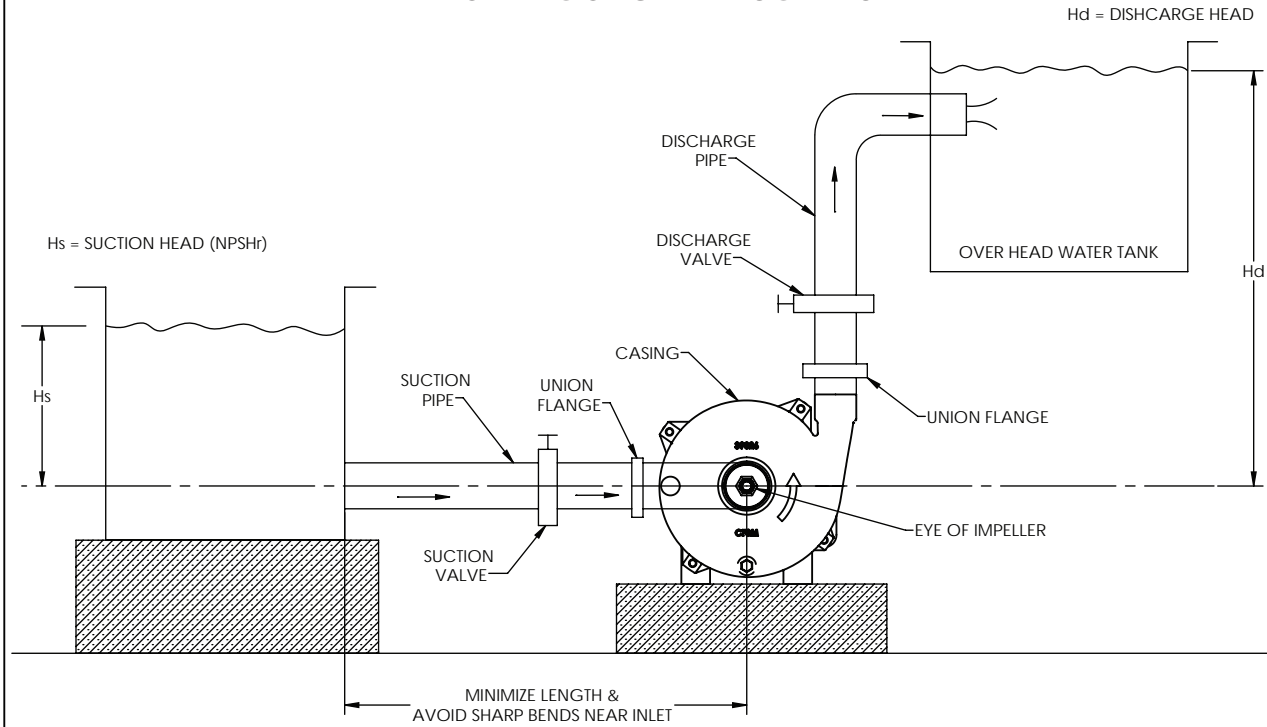 Hd = DISHCARGE HEAD
DISCHARGE
PIPE
Hs = SUCTION HEAD (NPSHr)
DISCHARGE
VALVE
OVER HEAD WATER TANK
Hd
CASING
SUCTION
PIPE
UNION
FLANGE
Hs
UNION FLANGE
EYE OF IMPELLER
SUCTION
VALVE
MINIMIZE LENGTH &
AVOID SHARP BENDS NEAR INLET